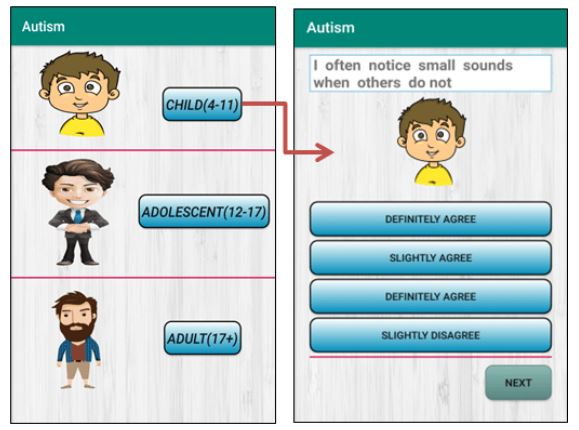 Autism
CHILD(4-11)
ADOLESCENT(12-17)
ADULT(17+)
Autism
I often notice small sounds
when others do not
DEFINITELY AGREE
SLIGHTLY AGREE
DEFINITELY AGREE
SLIGHTLY DISAGREE
NEXT